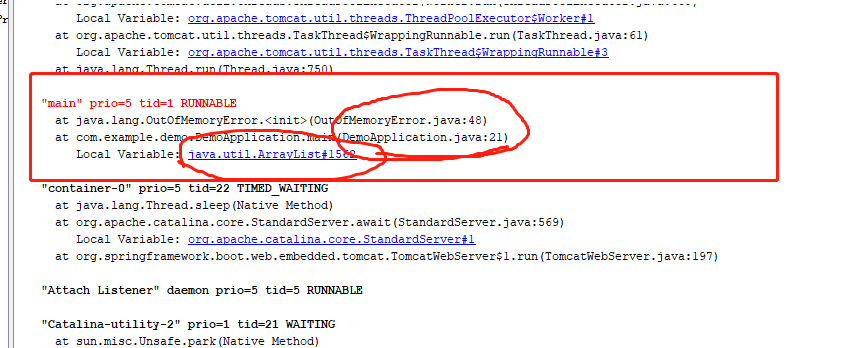 Local Variable: org.apache.tomcat.util.threads.ThreadPoolExecutor$Worker#1
at org.apache.tomcat.util.threads.TaskThread$WrappingRunnable.run(TaskThread.java:61)
Local Variable: org.apache.tomcat.util.threads.TaskThread$WrappingRunnable#3
at java.lang.Thread.run(Thread.java:750)
"main" prio=5 tid=1 RUNNABLE
at java.lang.OutOfMemoryError.<init>(OutOfMemoryError.java:48)
at com.example.demo.DemoApplication.main(DemoApplication.java:21)
Local Variable: java.util.ArrayList#1562
"container-0" prio=5 tid=22 TIMED_WAITING
at java.lang.Thread.sleep(Native Method)
at org.apache.catalina.core.StandardServer.await(StandardServer.java:569)
Local Variable: org.apache.catalina.core.StandardServer#1
at org.springframework.boot.web.embedded.tomcat.TomcatWebServer$1.run(TomcatWebServer.java:197)
"Attach Listener" daemon prio=5 tid=5 RUNNABLE
"Catalina-utility-2" prio=1 tid=21 WAITING
at sun.misc.Unsafe.park(Native Method)